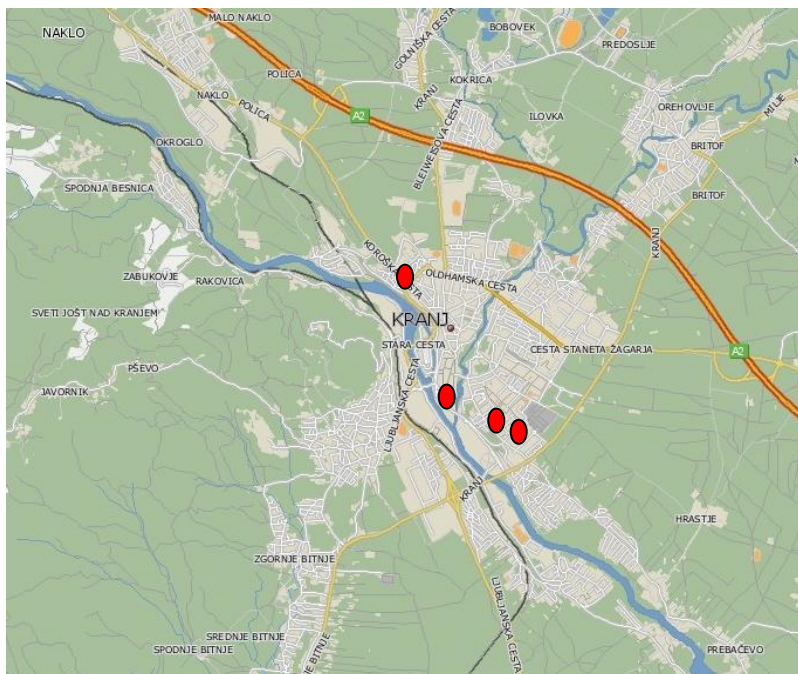 MALO NAKLO
NAKLO
GOLNIŠKA CESTA
BOBOVEK
PREDOSLJE
POLICA
KOKRICA
KRANJ
NAKLO
POLICA
OREHOVLJE
MILJE
A2
ILOVKA
BLEIWEISOVA CESTA
OKROGLO
BRITOF
SPODNJA BESNICA
BRITOF
KRANJ
KOROŠKA CESTA
ZABUKOVJE
RAKOVICA
OLDHAMSKA CESTA
SVETI JOŠT NAD KRANJEM
KRANJ
STARA CESTA
CESTA STANETA ŽAGARJA
A2
PŠEVO
JAVORNIK
LJUBLJANSKA CESTA
KRANJ
HRASTJE
ZGORNJE BITNJE
LJUBLJANSKA CESTA
SREDNJE BITNJE
SPODNJE BITNJE
NJE BITNJE
PREBAČEVO